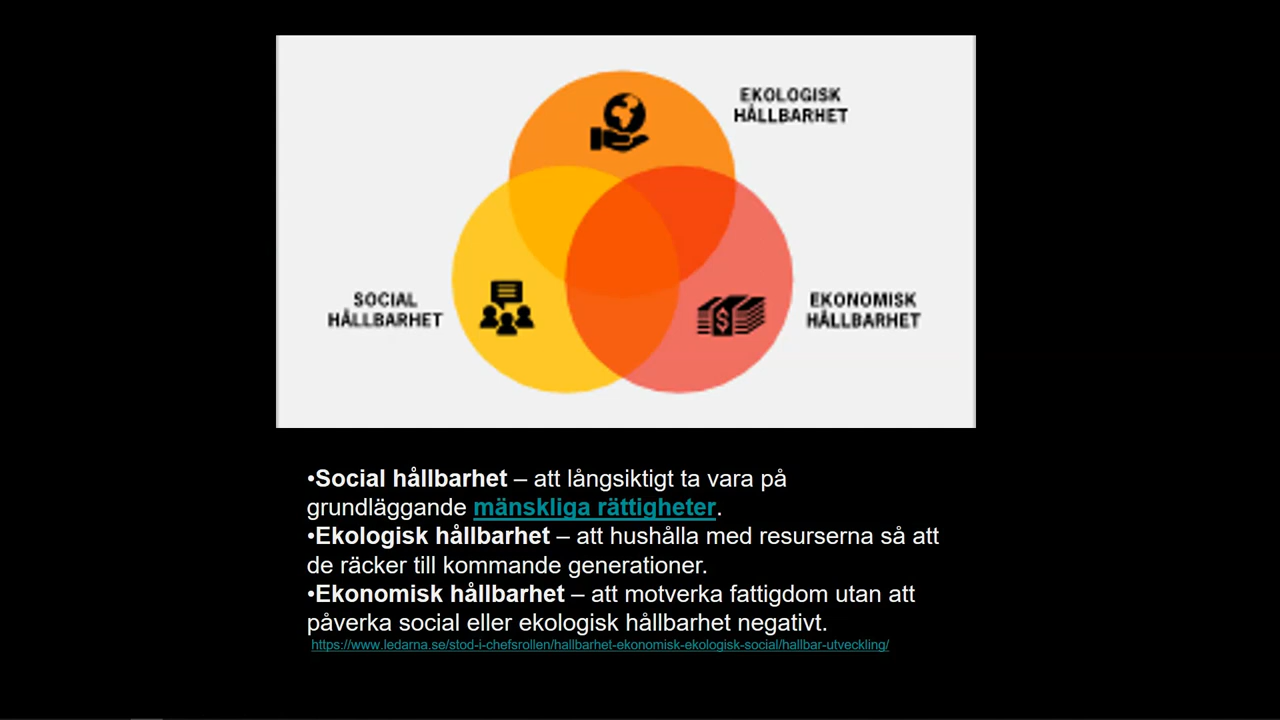 EKOLOGISK
HÅLLBARHET
SOCIAL
HÅLLBARHET
EKONOMISK
HÅLLBARHET
$
•Social hållbarhet – att långsiktigt ta vara på
grundläggande mänskliga rättigheter.
•Ekologisk hållbarhet – att hushålla med resurserna så att
de räcker till kommande generationer.
•Ekonomisk hållbarhet – att motverka fattigdom utan att
påverka social eller ekologisk hållbarhet negativt.
https://www.ledarna.se/stod-i-chefsrollen/hallbarhet-ekonomisk-ekologisk-social/hallbar-utveckling/